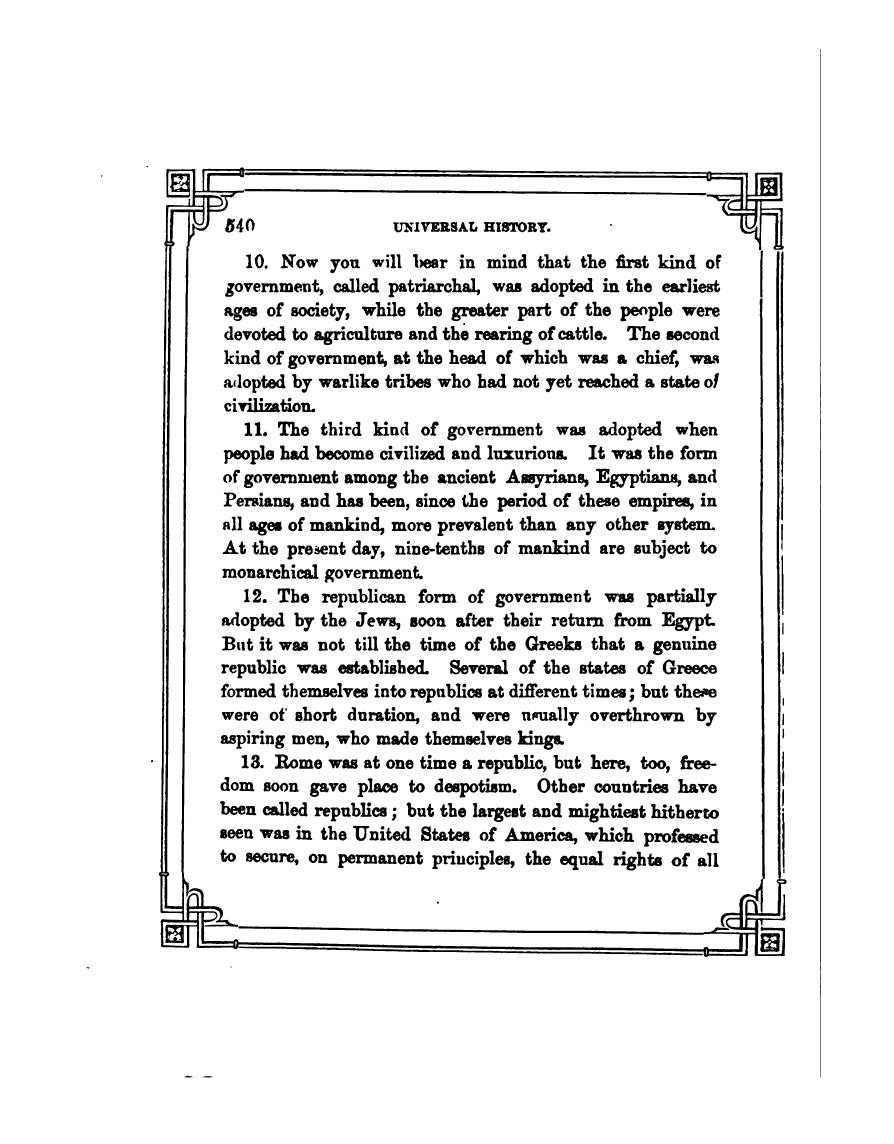 540 UNIVERSAL HISTORY.
10. Now you will bear in mind that the first kind of
government, called patriarchal, was adopted in the earliest
ages of society, while the greater part of the people were
devoted to agriculture and the rearing of cattle. The second
kind of government, at the head of which was a chief, was
adopted by warlike tribes who had not yet reached a state of
civilization.
11. The third kind of government was adopted when
people had become civilized and luxurious. It was the form
of government among the ancient Assyrians, Egyptians, and
Persians, and has been, since the period of these empires, in
all ages of mankind, more prevalent than any other system.
At the present day, nine-tenths of mankind are subject to
monarchical government.
12. The republican form of government was partially
adopted by the Jews, soon after their return from Egypt.
But it was not till the time of the Greeks that a genuine
republic was established. Several of the states of Greece
formed themselves into republics at different times; but these
were of short duration, and were usually overthrown by
aspiring men, who made themselves kings.
13. Rome was at one time a republic, but here, too, free-
dom soon gave place to despotism. Other countries have
been called republics; but the largest and mightiest hitherto
seen was in the United States of America, which professed
to secure, on permanent principles, the equal rights of all